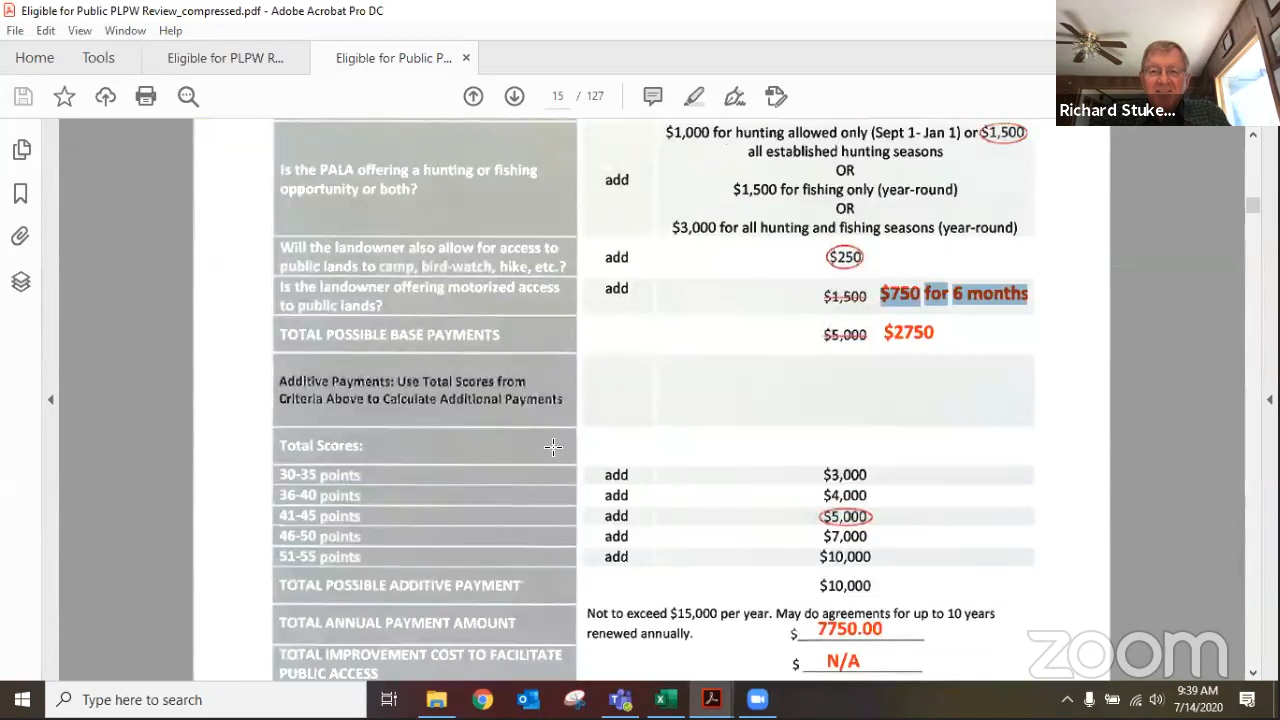 Eligible for Public PLPW Review_compressed.pdf - Adobe Acrobat Pro DC
File Edit View Window Help
Home Tools Eligible for PLPW R... Eligible for Public P... ×
15 / 127
Richard Stuke...
$1,000 for hunting allowed only (Sept 1- Jan 1) or $1,500
all established hunting seasons
OR
Is the PALA offering a hunting or fishing
opportunity or both?
add
$1,500 for fishing only (year-round)
OR
$3,000 for all hunting and fishing seasons (year-round)
Will the landowner also allow for access to
public lands to camp, bird-watch, hike, etc.?
add
$250
Is the landowner offering motorized access
to public lands?
add
$1,500 $750 for 6 months
TOTAL POSSIBLE BASE PAYMENTS
$5,000 $2750
Additive Payments: Use Total Scores from
Criteria Above to Calculate Additional Payments
Total Scores:
30-35 points add $3,000
36-40 points add $4,000
41-45 points add $5,000
46-50 points add $7,000
51-55 points add $10,000
TOTAL POSSIBLE ADDITIVE PAYMENT $10,000
TOTAL ANNUAL PAYMENT AMOUNT
Not to exceed $15,000 per year. May do agreements for up to 10 years
renewed annually. $ 7750.00
TOTAL IMPROVEMENT COST TO FACILITATE
PUBLIC ACCESS
$ N/A
zoom
Type here to search
9:39 AM
7/14/2020